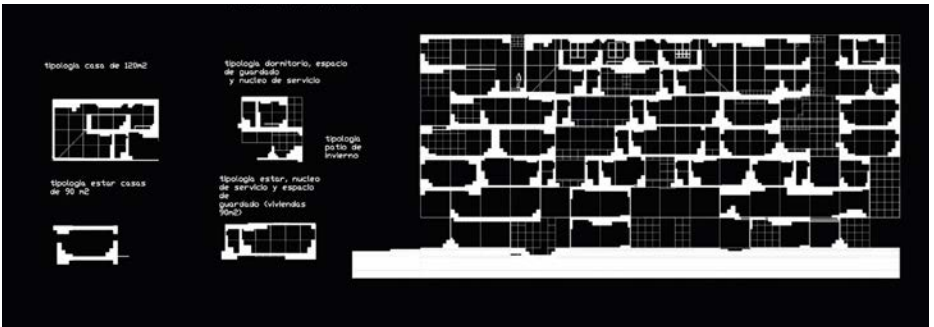 tipologia casa de 120m2
tipologia dormitorio, espacio
de guardado
y nucleo de servicio
tipologia
patio de
invierno
tipologia estar casas
de 90 m2
tipologia estar, nucleo
de servicio y espacio
de
guardado (viviendas
90m2)